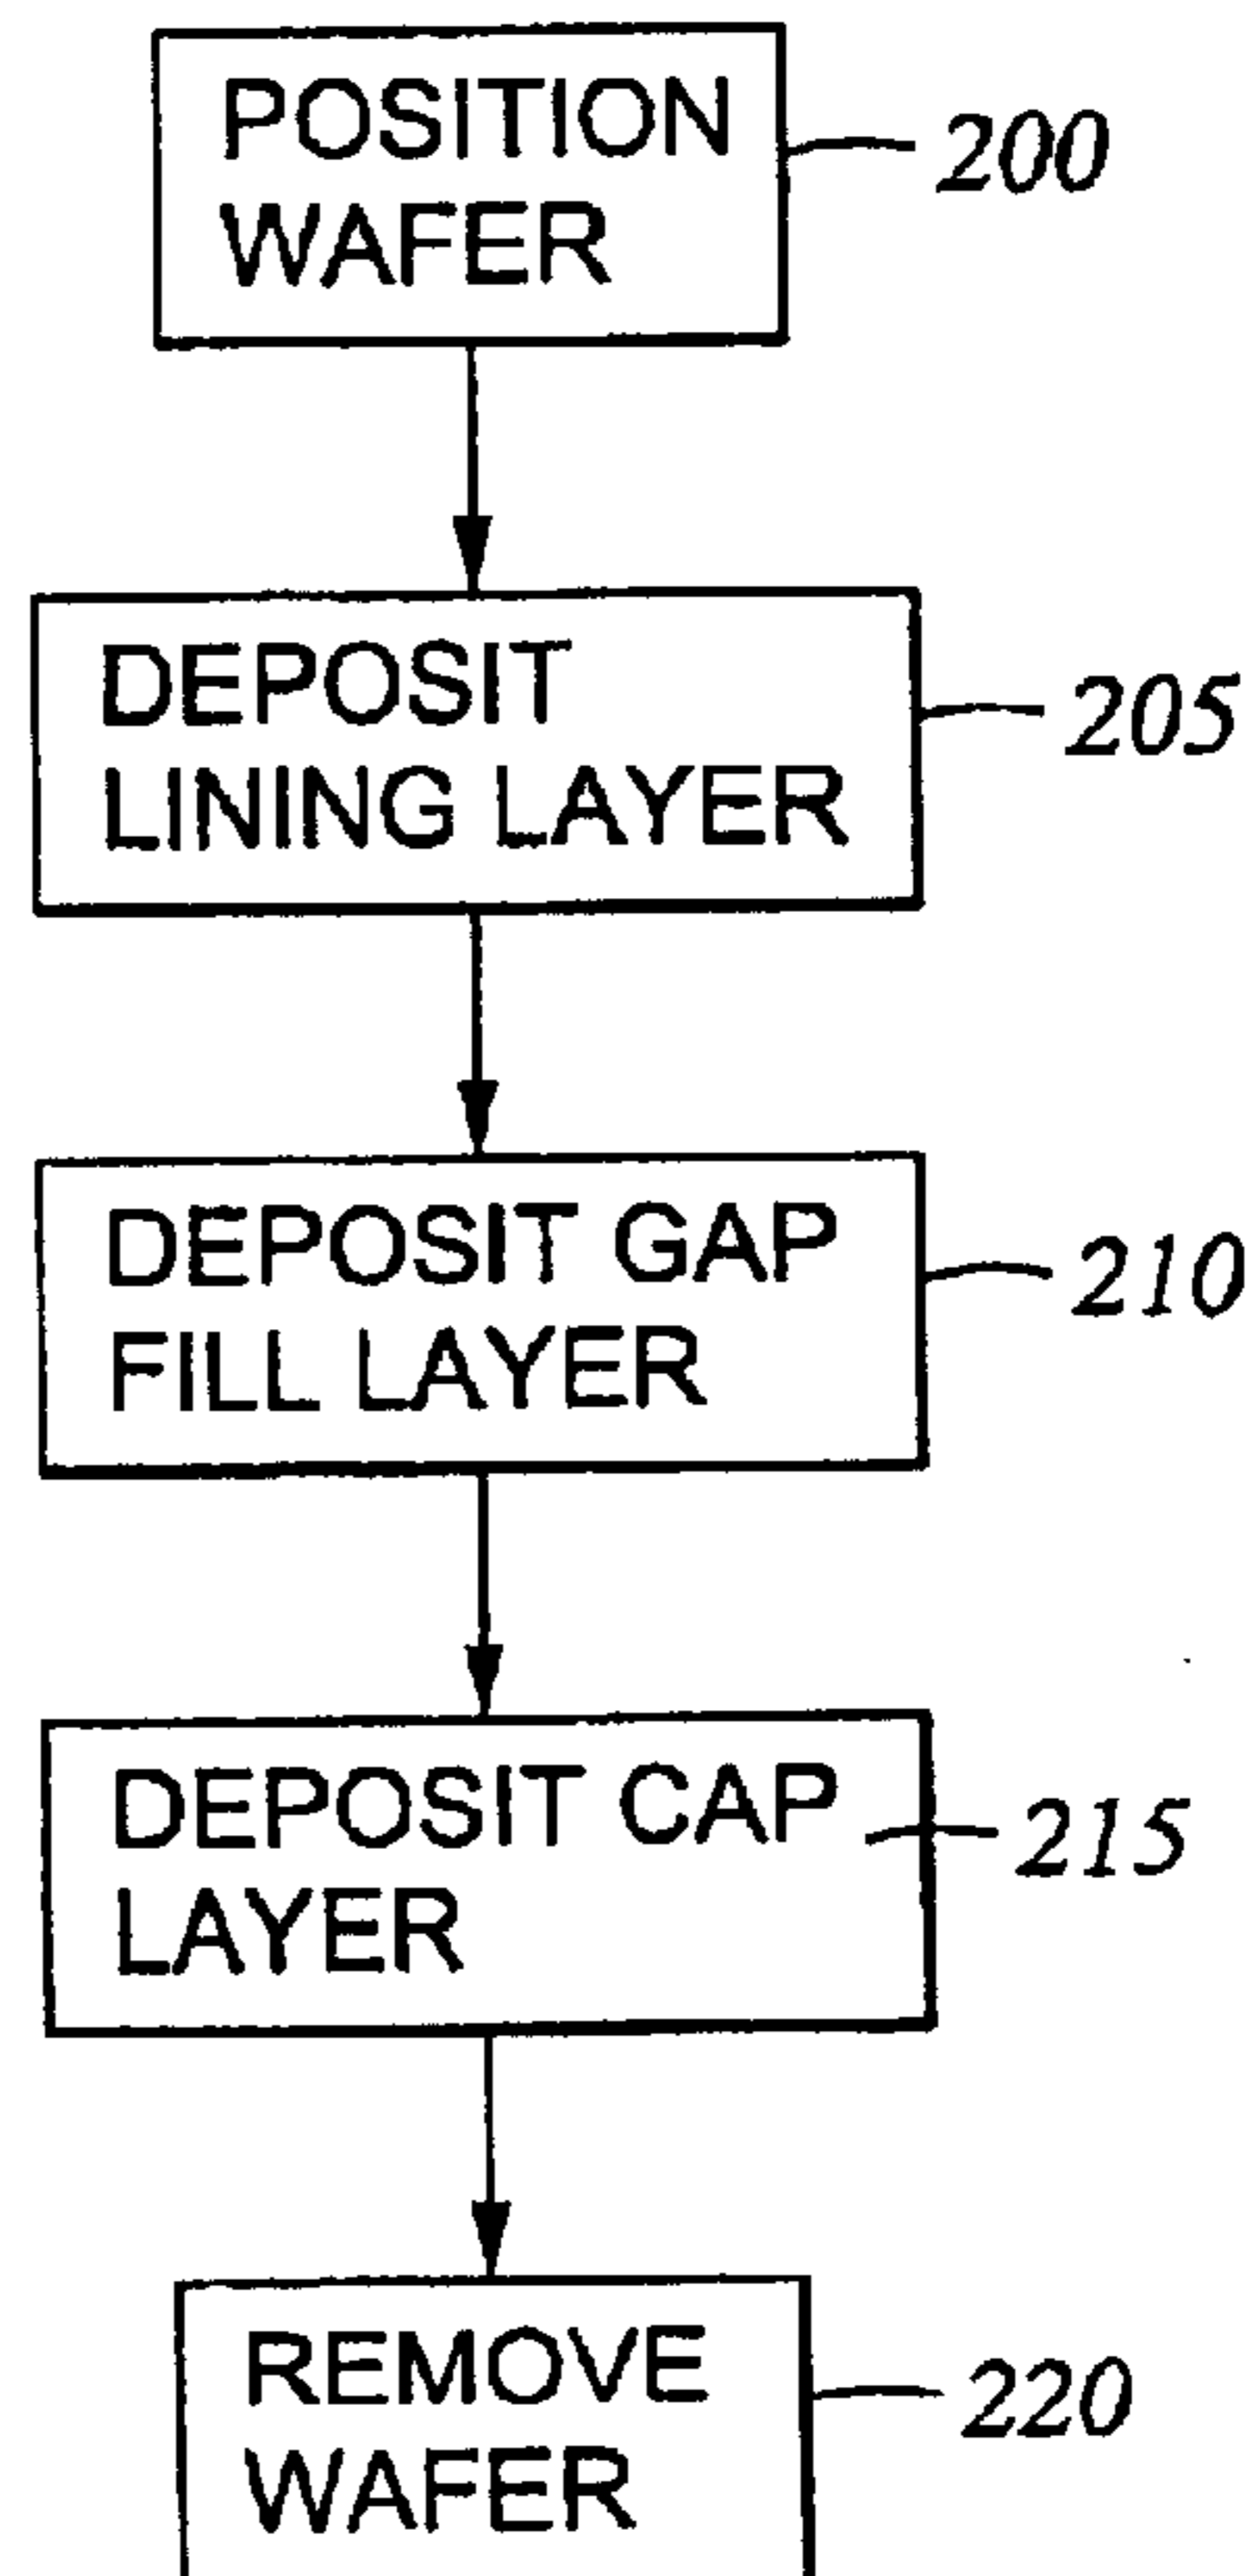 POSITION
WAFER
200
DEPOSIT
LINING LAYER
205
DEPOSIT GAP
FILL LAYER
210
DEPOSIT CAP
LAYER
215
REMOVE
WAFER
220